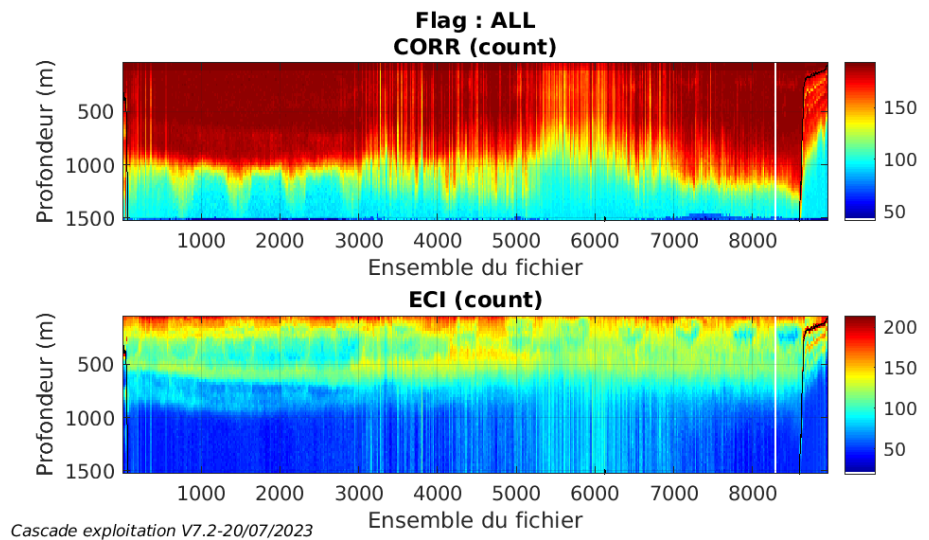 Flag : ALL
CORR (count)
Profondeur (m)
500
1000
1500
1000 2000 3000 4000 5000 6000 7000 8000
Ensemble du fichier
150
100
50
ECI (count)
Profondeur (m)
500
1000
1500
1000 2000 3000 4000 5000 6000 7000 8000
Ensemble du fichier
200
150
100
50
Cascade exploitation V7.2-20/07/2023